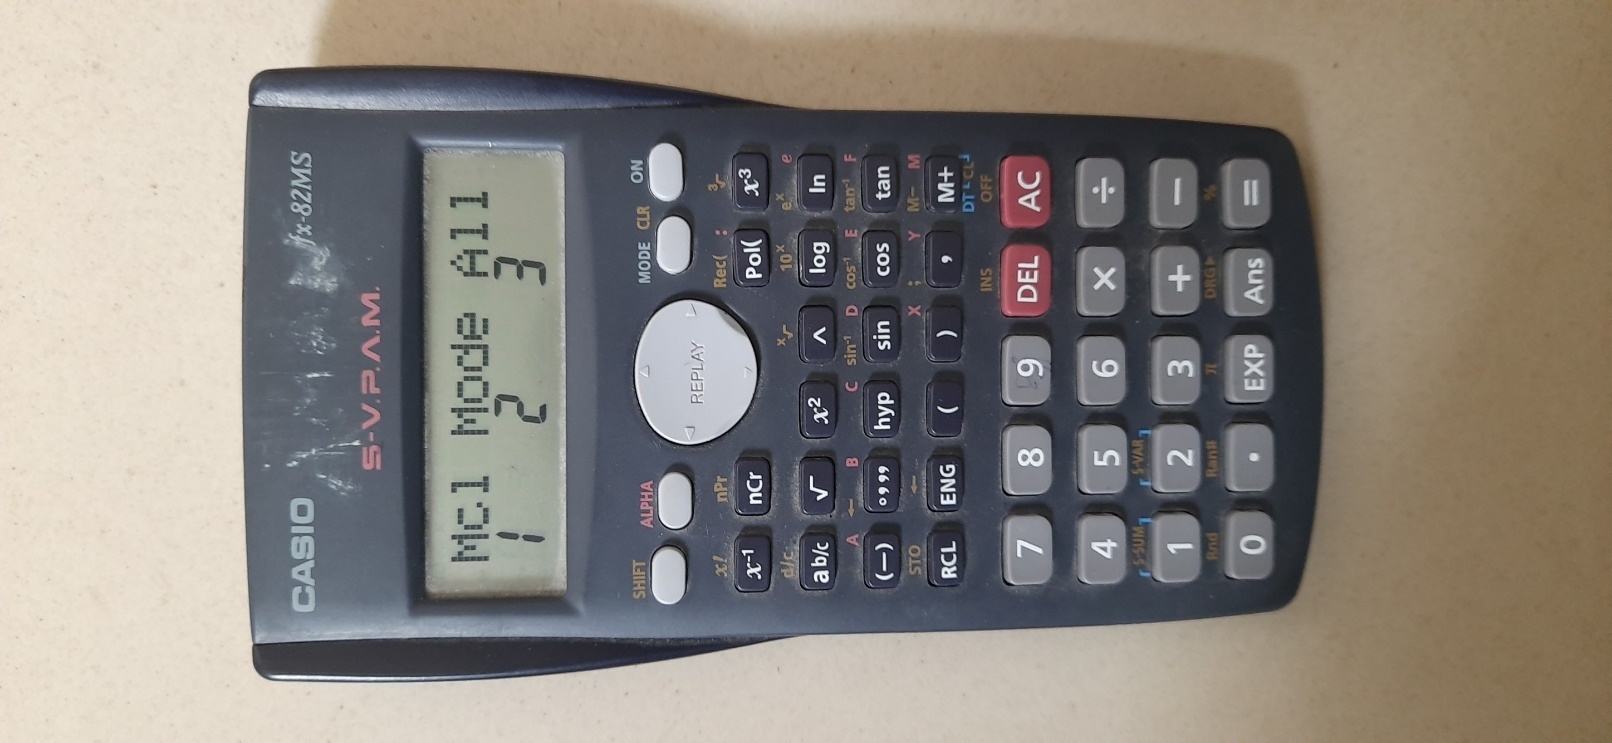 CASIO fx-82MS
S-V.P.A.M.
Mcl Mode All
1 2 3
SHIFT ALPHA MODE CLR ON
REPLAY
x! nPr Rec( : ³√
x⁻¹ nCr Pol( x³
d/c ˣ√ 10ˣ eˣ e
ab/c √ x² ^ log ln
A ← B C sin⁻¹ D cos⁻¹ E tan⁻¹ F
(−) °,,, hyp sin cos tan
STO ← X ; Y M− M
RCL ENG ( ) , M+
DT CL
INS OFF
7 8 9 DEL AC
4 5 6 × ÷
S-SUM S-VAR
1 2 3 + −
Rnd Ran# π DRG▸ %
0 . EXP Ans =